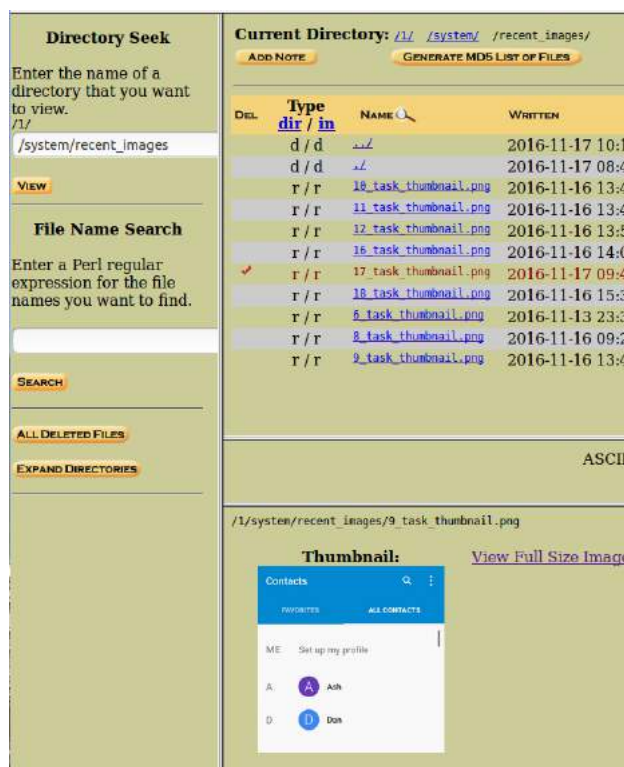 Directory Seek
Enter the name of a
directory that you want
to view.
/1/
/system/recent_images
VIEW
File Name Search
Enter a Perl regular
expression for the file
names you want to find.
SEARCH
ALL DELETED FILES
EXPAND DIRECTORIES
Current Directory: /1/ /system/ /recent_images/
ADD NOTE GENERATE MD5 LIST OF FILES
DEL Type dir / in NAME WRITTEN
d / d ../ 2016-11-17 10:1
d / d ./ 2016-11-17 08:4
r / r 10_task_thumbnail.png 2016-11-16 13:4
r / r 11_task_thumbnail.png 2016-11-16 13:4
r / r 12_task_thumbnail.png 2016-11-16 13:5
r / r 16_task_thumbnail.png 2016-11-16 14:0
r / r 17_task_thumbnail.png 2016-11-17 09:4
r / r 18_task_thumbnail.png 2016-11-16 15:3
r / r 6_task_thumbnail.png 2016-11-13 23:3
r / r 8_task_thumbnail.png 2016-11-16 09:2
r / r 9_task_thumbnail.png 2016-11-16 13:4
ASCII
/1/system/recent_images/9_task_thumbnail.png
Thumbnail: View Full Size Image
Contacts
FAVORITES ALL CONTACTS
ME Set up my profile
A A Ash
D D Dan